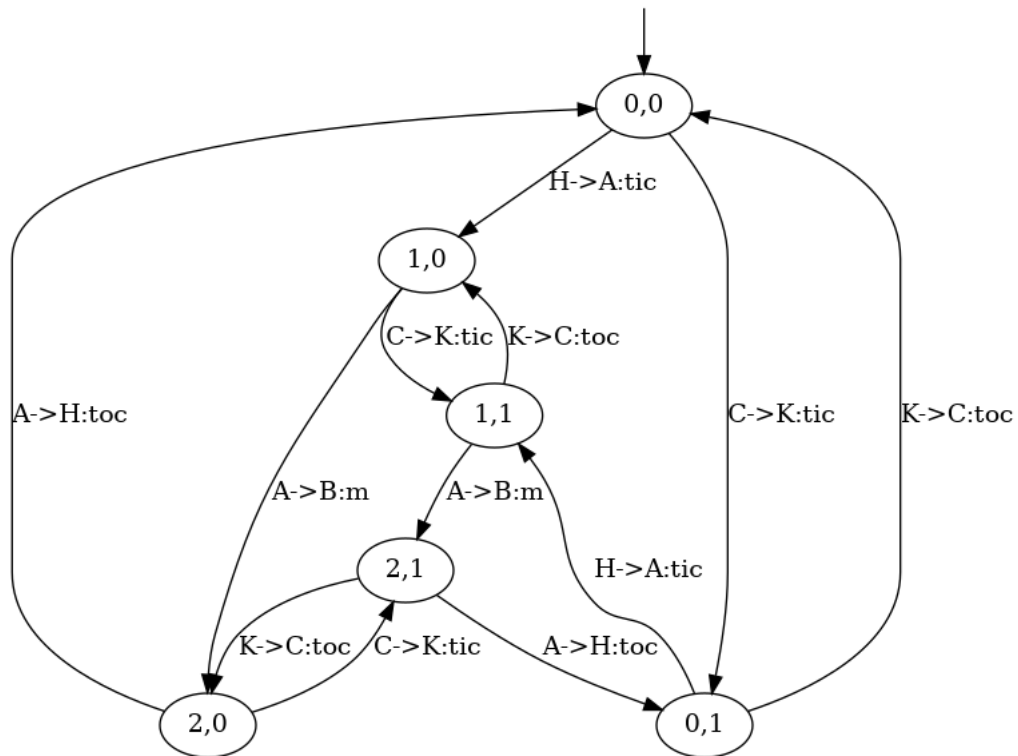 0,0
H->A:tic
1,0
C->K:tic
K->C:toc
1,1
A->H:toc
C->K:tic
K->C:toc
A->B:m
A->B:m
2,1
H->A:tic
K->C:toc
C->K:tic
A->H:toc
2,0
0,1